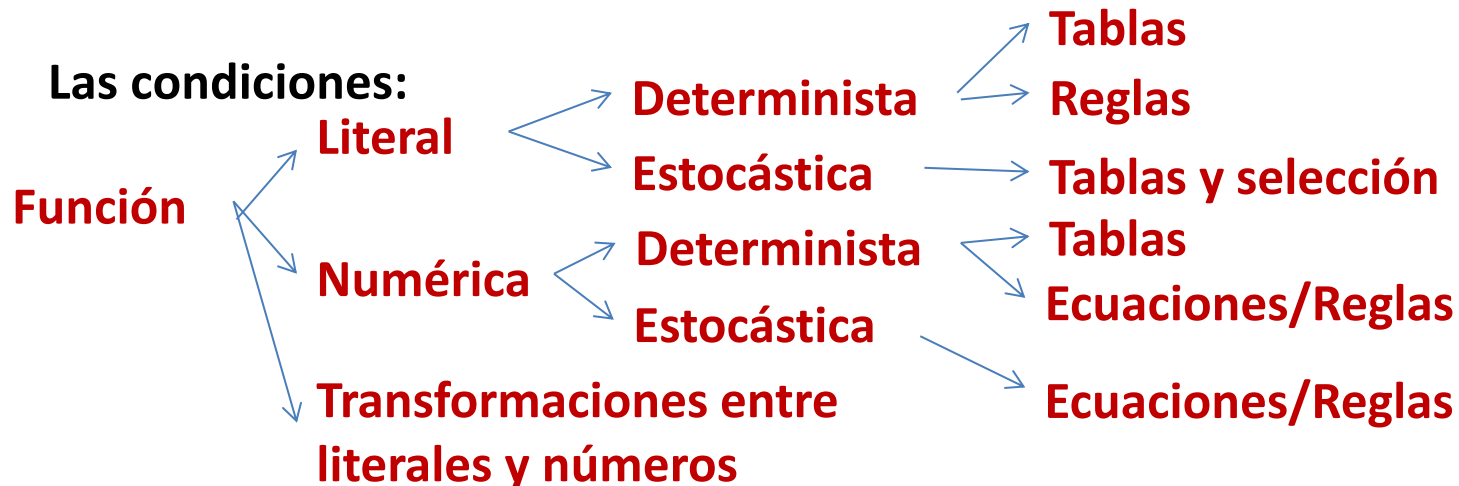 Las condiciones:
Función
Literal
Determinista
Tablas
Reglas
Estocástica
Tablas y selección
Numérica
Determinista
Tablas
Ecuaciones/Reglas
Estocástica
Ecuaciones/Reglas
Transformaciones entre
literales y números